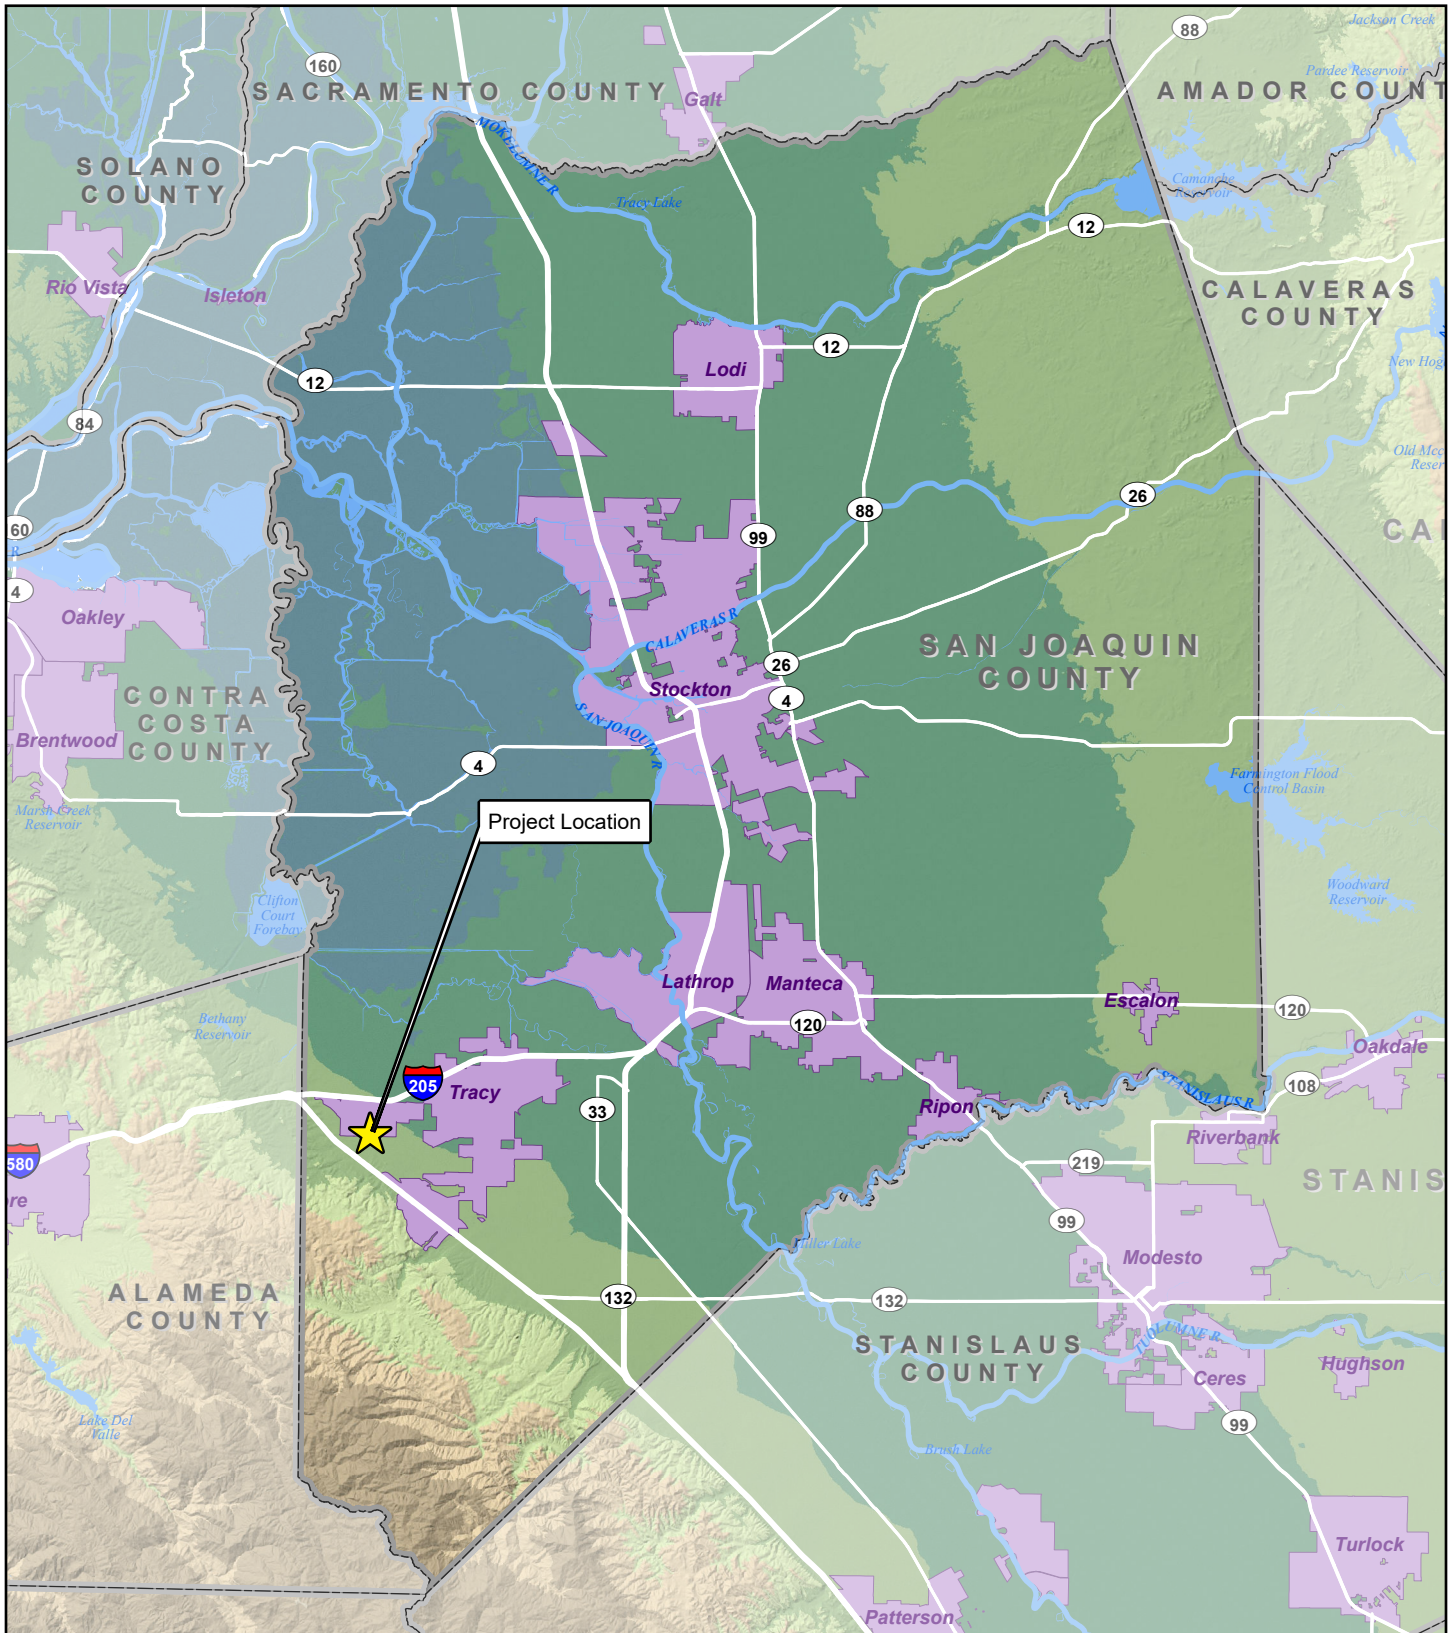 Jackson Creek
88
160
Pardee Reservoir
SACRAMENTO COUNTY
AMADOR COUNT
Galt
MOKELUMNE R
SOLANO
COUNTY
Camanche
Reservoir
Tracy Lake
12
Rio Vista
Isleton
CALAVERAS
COUNTY
12
New Hog
Lodi
12
84
Old Mcc
Reser
26
88
60
R
99
CAL
4
Oakley
CALAVERAS R
SAN JOAQUIN
COUNTY
26
Stockton
4
CONTRA
COSTA
COUNTY
SAN JOAQUIN R
Brentwood
4
Farmington Flood
Control Basin
Marsh Creek
Reservoir
Project Location
Woodward
Reservoir
Clifton
Court
Forebay
Lathrop
Manteca
Escalon
120
120
Bethany
Reservoir
Oakdale
205
Tracy
STANISLAUS R
108
33
Ripon
Riverbank
580
219
STANIS
re
99
Modesto
Miller Lake
ALAMEDA
COUNTY
132
132
TUOLUMNE R
STANISLAUS
COUNTY
Hughson
Ceres
Lake Del
Valle
99
Brush Lake
Turlock
Patterson